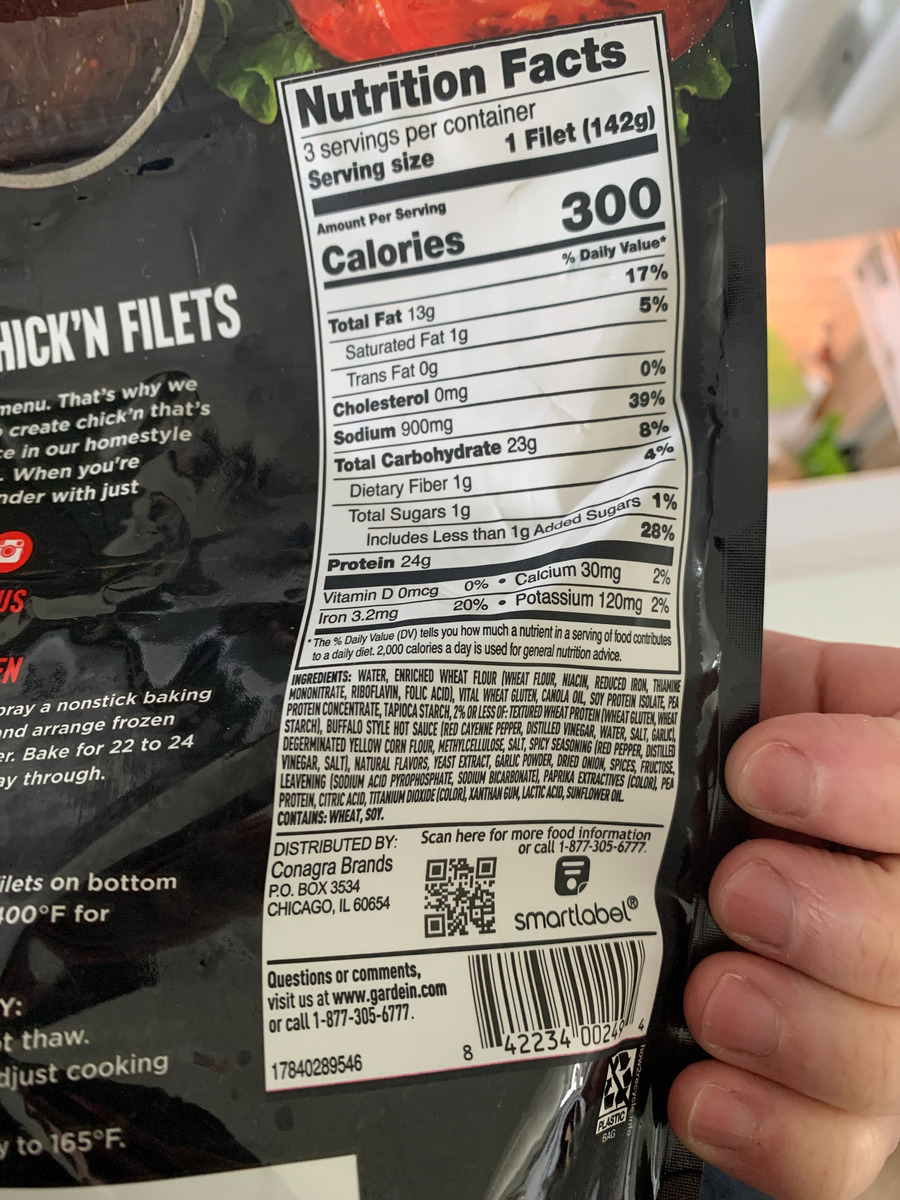 HICK'N FILETS
menu. That's why we
create chick'n that's
ce in our homestyle
. When you're
nder with just
US
EN
pray a nonstick baking
and arrange frozen
er. Bake for 22 to 24
ay through.
filets on bottom
400°F for
Y:
t thaw.
djust cooking
y to 165°F.
Nutrition Facts
3 servings per container
Serving size 1 Filet (142g)
Amount Per Serving
Calories 300
% Daily Value*
Total Fat 13g 17%
Saturated Fat 1g 5%
Trans Fat 0g
Cholesterol 0mg 0%
Sodium 900mg 39%
Total Carbohydrate 23g 8%
Dietary Fiber 1g 4%
Total Sugars 1g
Includes Less than 1g Added Sugars 1%
Protein 24g 28%
Vitamin D 0mcg 0% • Calcium 30mg 2%
Iron 3.2mg 20% • Potassium 120mg 2%
*The % Daily Value (DV) tells you how much a nutrient in a serving of food contributes
to a daily diet. 2,000 calories a day is used for general nutrition advice.
INGREDIENTS: WATER, ENRICHED WHEAT FLOUR (WHEAT FLOUR, NIACIN, REDUCED IRON, THIAMINE
MONONITRATE, RIBOFLAVIN, FOLIC ACID), VITAL WHEAT GLUTEN, CANOLA OIL, SOY PROTEIN ISOLATE, PEA
PROTEIN CONCENTRATE, TAPIOCA STARCH, 2% OR LESS OF: TEXTURED WHEAT PROTEIN (WHEAT GLUTEN, WHEAT
STARCH), BUFFALO STYLE HOT SAUCE (RED CAYENNE PEPPER, DISTILLED VINEGAR, WATER, SALT, GARLIC),
DEGERMINATED YELLOW CORN FLOUR, METHYLCELLULOSE, SALT, SPICY SEASONING (RED PEPPER, DISTILLED
VINEGAR, SALT), NATURAL FLAVORS, YEAST EXTRACT, GARLIC POWDER, DRIED ONION, SPICES, FRUCTOSE,
LEAVENING (SODIUM ACID PYROPHOSPHATE, SODIUM BICARBONATE), PAPRIKA EXTRACTIVES (COLOR), PEA
PROTEIN, CITRIC ACID, TITANIUM DIOXIDE (COLOR), XANTHAN GUM, LACTIC ACID, SUNFLOWER OIL.
CONTAINS: WHEAT, SOY.
DISTRIBUTED BY:
Conagra Brands
P.O. BOX 3534
CHICAGO, IL 60654
Scan here for more food information
or call 1-877-305-6777.
smartlabel®
Questions or comments,
visit us at www.gardein.com
or call 1-877-305-6777.
17840289546
8 42234 00249 4
PLASTIC
BAG
how2recycle.info